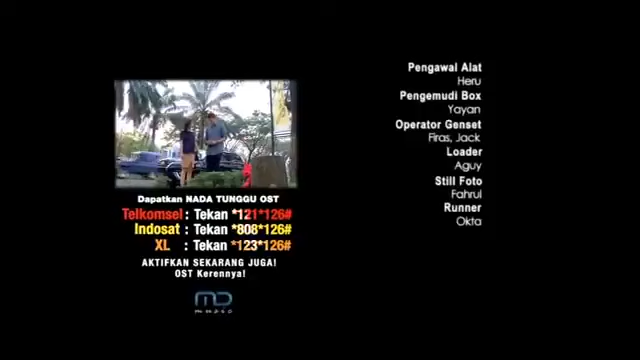 Dapatkan NADA TUNGGU OST
Telkomsel : Tekan *121*126#
Indosat : Tekan *808*126#
XL : Tekan *123*126#
AKTIFKAN SEKARANG JUGA!
OST Kerennya!
MD
music
Pengawal Alat
Heru
Pengemudi Box
Yayan
Operator Genset
Firas, Jack
Loader
Aguy
Still Foto
Fahrul
Runner
Okta